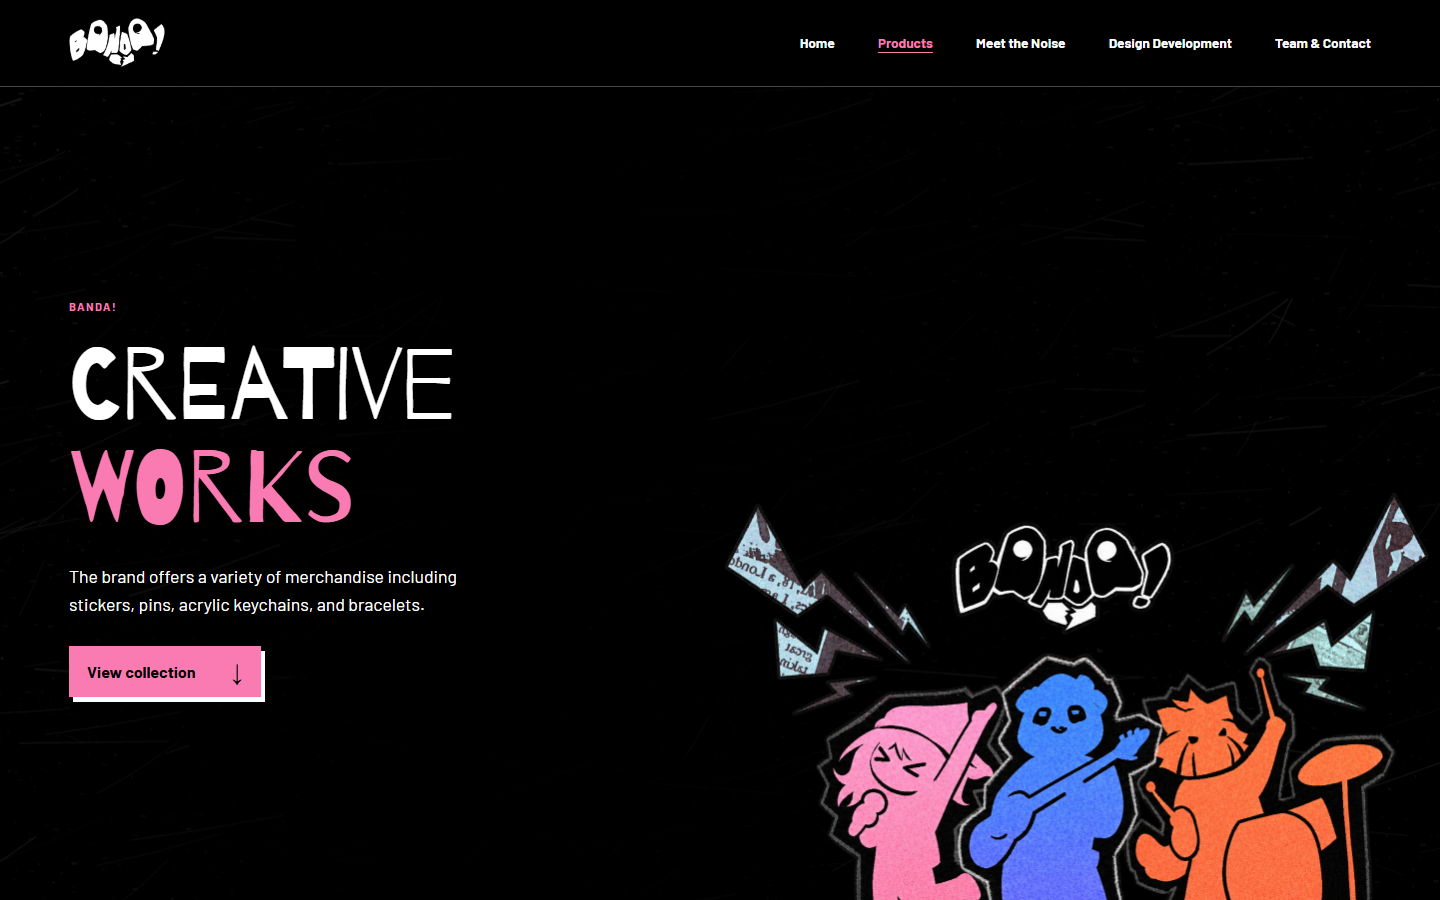 BANDA!
Home
Products
Meet the Noise
Design Development
Team & Contact
BANDA!
CREATIVE
WORKS
The brand offers a variety of merchandise including
stickers, pins, acrylic keychains, and bracelets.
View collection
BANDA!